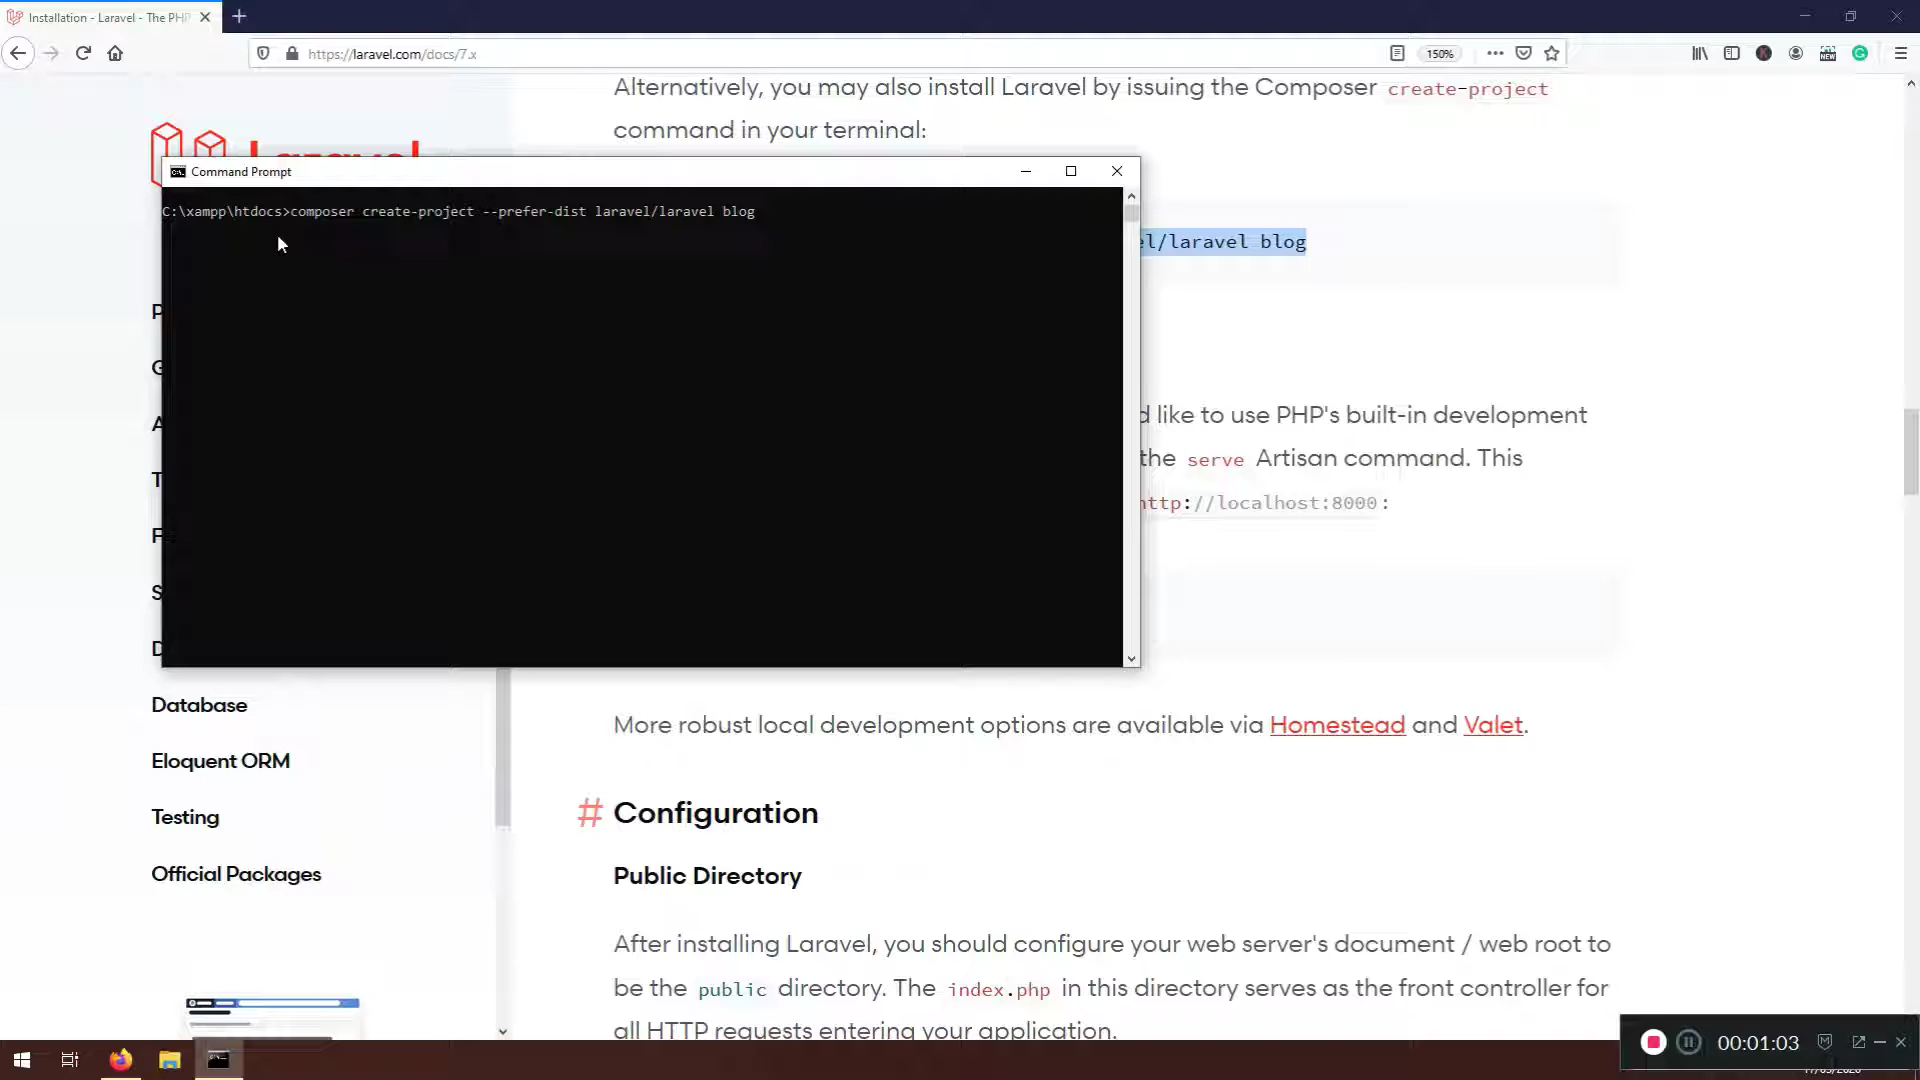 Installation - Laravel - The PHP
https://laravel.com/docs/7.x
150%
Alternatively, you may also install Laravel by issuing the Composer create-project
command in your terminal:
Laravel
Command Prompt
C:\xampp\htdocs>composer create-project --prefer-dist laravel/laravel blog
el/laravel blog
d like to use PHP's built-in development
the serve Artisan command. This
http://localhost:8000:
P
G
A
T
F
S
D
Database
Eloquent ORM
Testing
Official Packages
More robust local development options are available via Homestead and Valet.
# Configuration
Public Directory
After installing Laravel, you should configure your web server's document / web root to
be the public directory. The index.php in this directory serves as the front controller for
all HTTP requests entering your application.
00:01:03